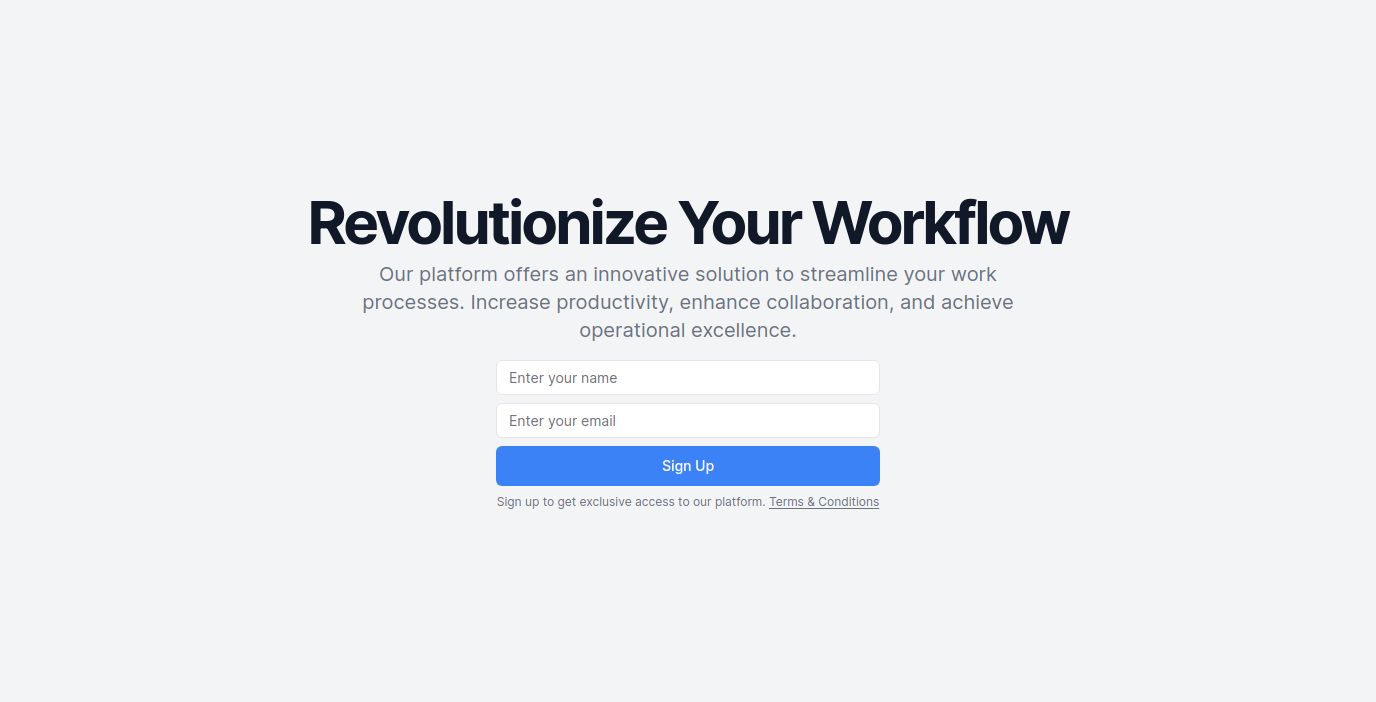 Revolutionize Your Workflow
Our platform offers an innovative solution to streamline your work
processes. Increase productivity, enhance collaboration, and achieve
operational excellence.
Enter your name
Enter your email
Sign Up
Sign up to get exclusive access to our platform. Terms & Conditions